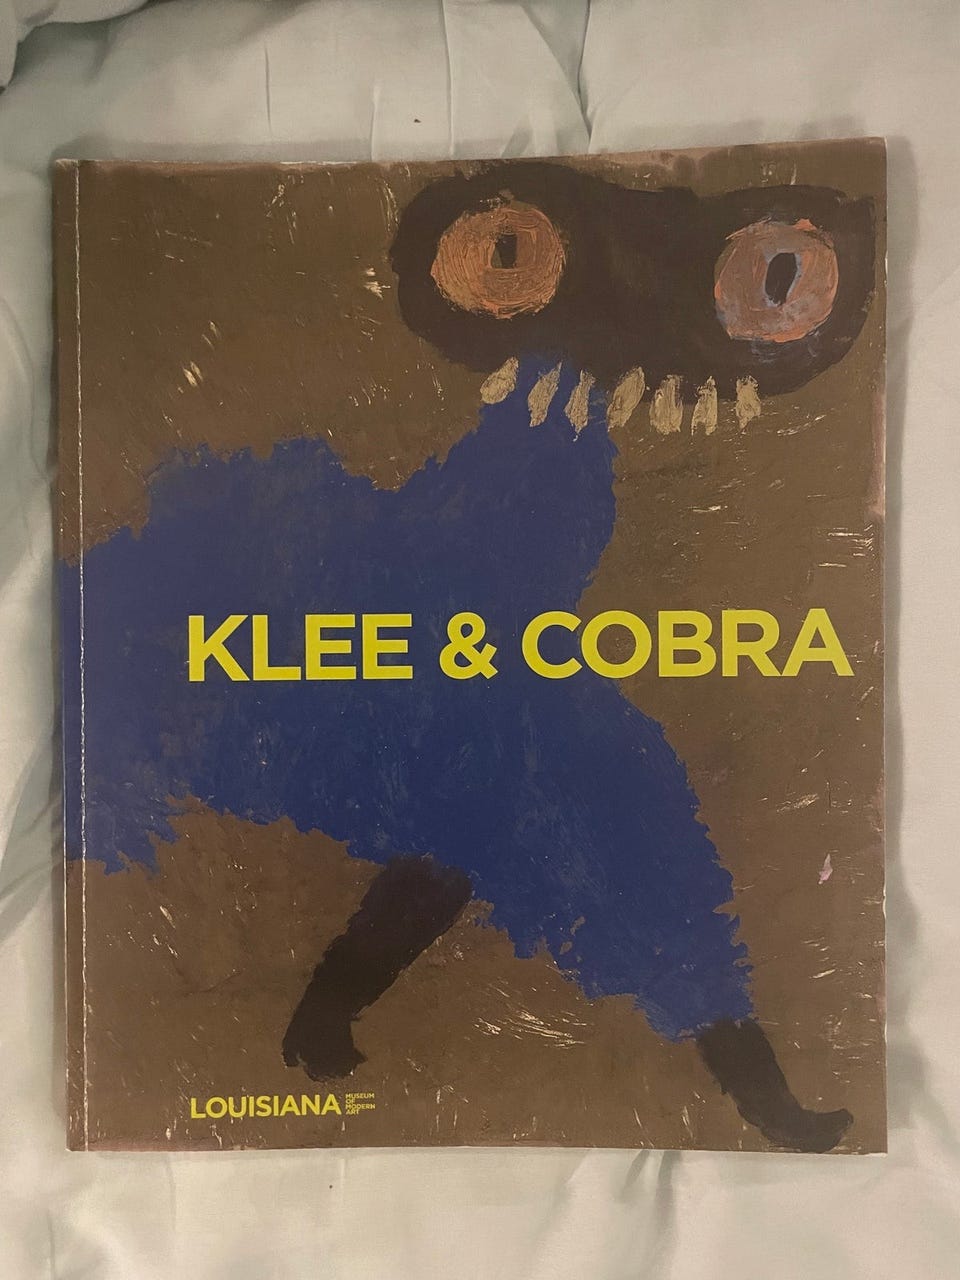 KLEE & COBRA
LOUISIANA
MUSEUM
OF
MODERN
ART